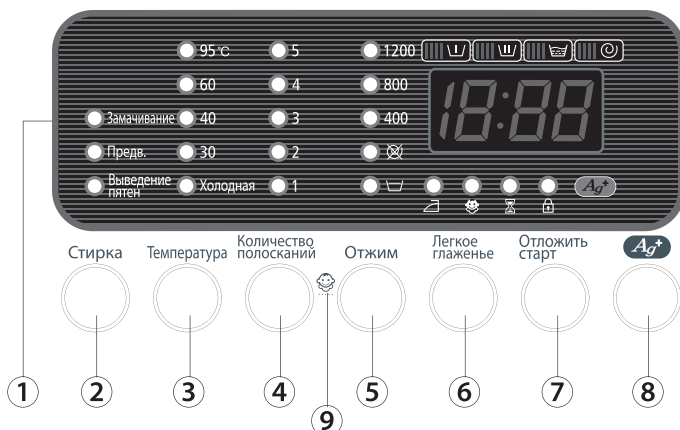 95 °C 5 1200
60 4 800
Замачивание 40 3 400
Предв. 30 2
Выведение пятен Холодная 1
18:88
Ag+
Стирка
Температура
Количество
полосканий
Отжим
Легкое
глаженье
Отложить
старт
Ag+
1 2 3 4 5 6 7 8
9